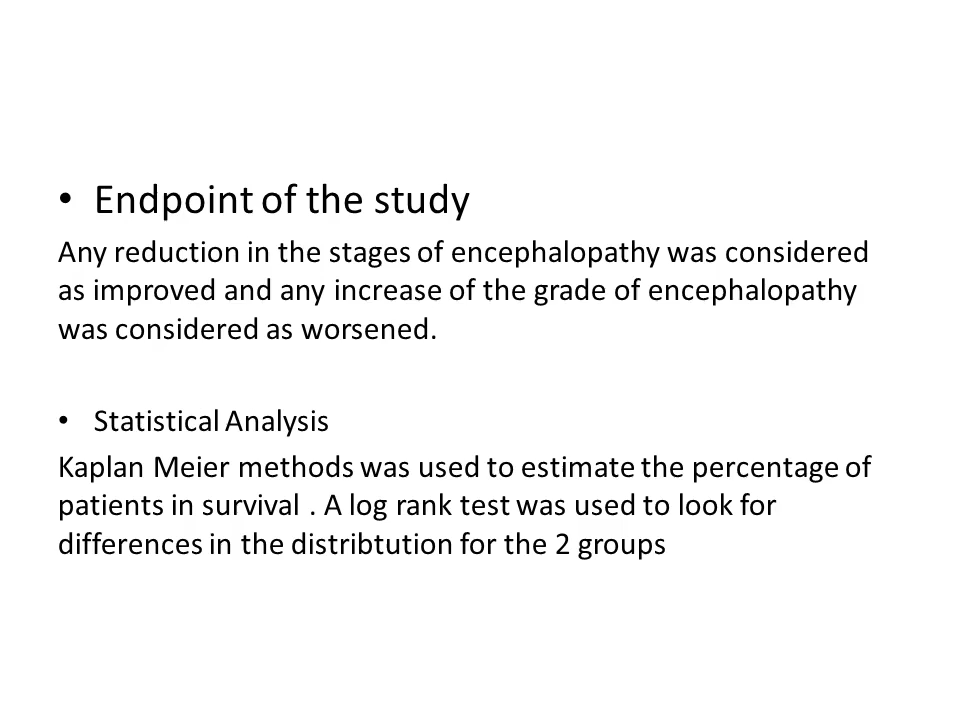 • Endpoint of the study
Any reduction in the stages of encephalopathy was considered
as improved and any increase of the grade of encephalopathy
was considered as worsened.
• Statistical Analysis
Kaplan Meier methods was used to estimate the percentage of
patients in survival . A log rank test was used to look for
differences in the distribtution for the 2 groups